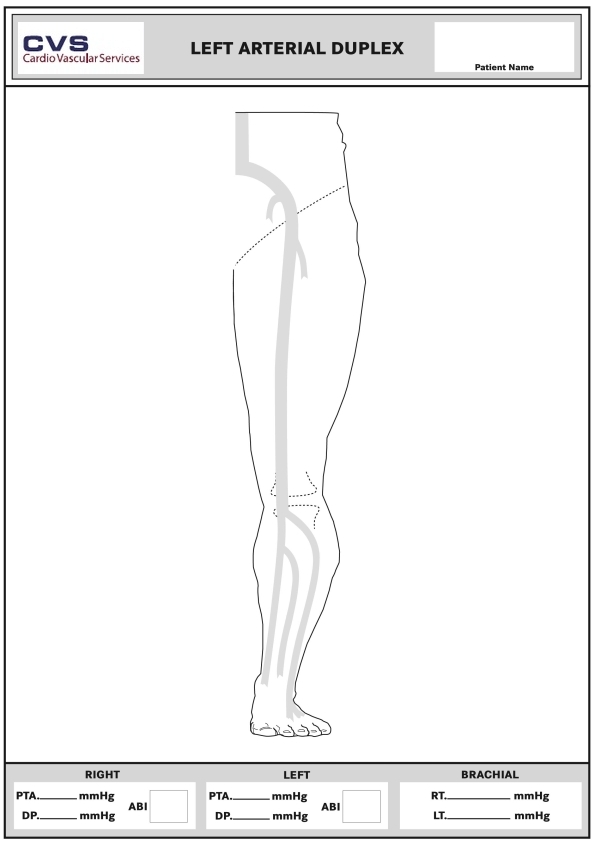 CVS
Cardio Vascular Services
LEFT ARTERIAL DUPLEX
Patient Name
RIGHT
PTA.______ mmHg
DP.______ mmHg
ABI
LEFT
PTA.______ mmHg
DP.______ mmHg
ABI
BRACHIAL
RT.__________ mmHg
LT.__________ mmHg